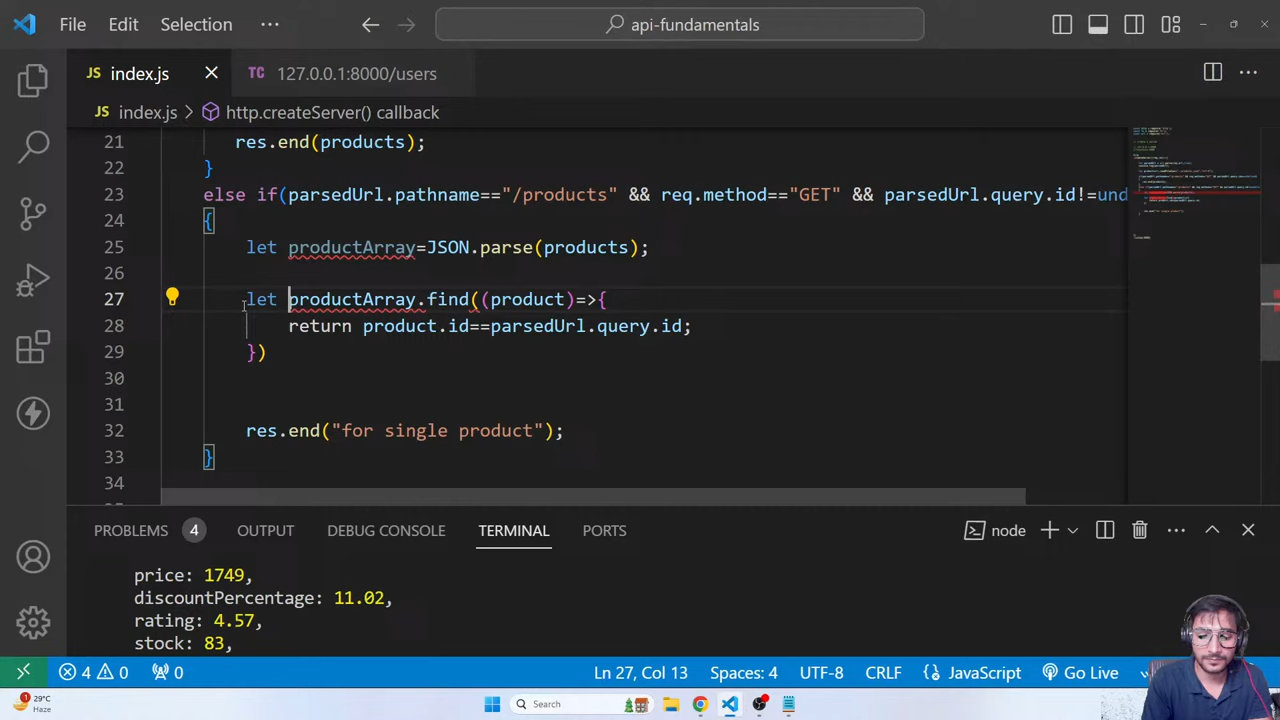 File Edit Selection ··· api-fundamentals
JS index.js TC 127.0.0.1:8000/users
JS index.js > http.createServer() callback
21 res.end(products);
22 }
23 else if(parsedUrl.pathname=="/products" && req.method=="GET" && parsedUrl.query.id!=und
24 {
25 let productArray=JSON.parse(products);
26
27 let productArray.find((product)=>{
28 return product.id==parsedUrl.query.id;
29 })
30
31
32 res.end("for single product");
33 }
34
PROBLEMS 4 OUTPUT DEBUG CONSOLE TERMINAL PORTS node
price: 1749,
discountPercentage: 11.02,
rating: 4.57,
stock: 83,
4 0 0 Ln 27, Col 13 Spaces: 4 UTF-8 CRLF {} JavaScript Go Live
1 29°C
Haze
Search